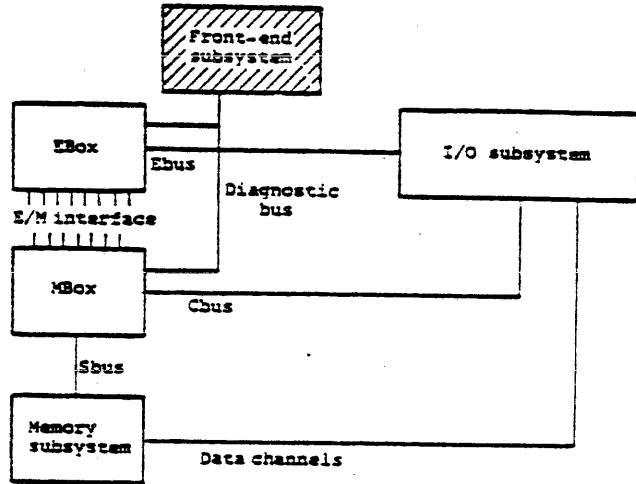 Front-end
subsystem
EBox
I/O subsystem
Ebus
Diagnostic
bus
E/M interface
MBox
Cbus
Sbus
Memory
subsystem
Data channels